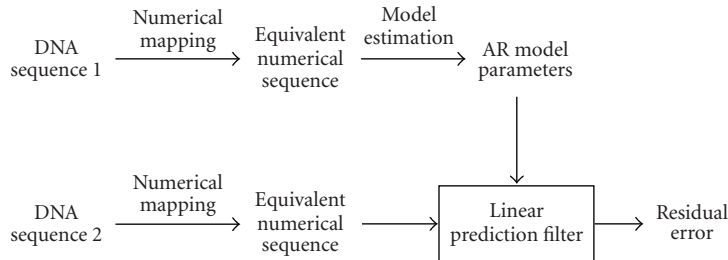 DNA
sequence 1
Numerical
mapping
Equivalent
numerical
sequence
Model
estimation
AR model
parameters
DNA
sequence 2
Numerical
mapping
Equivalent
numerical
sequence
Linear
prediction filter
Residual
error